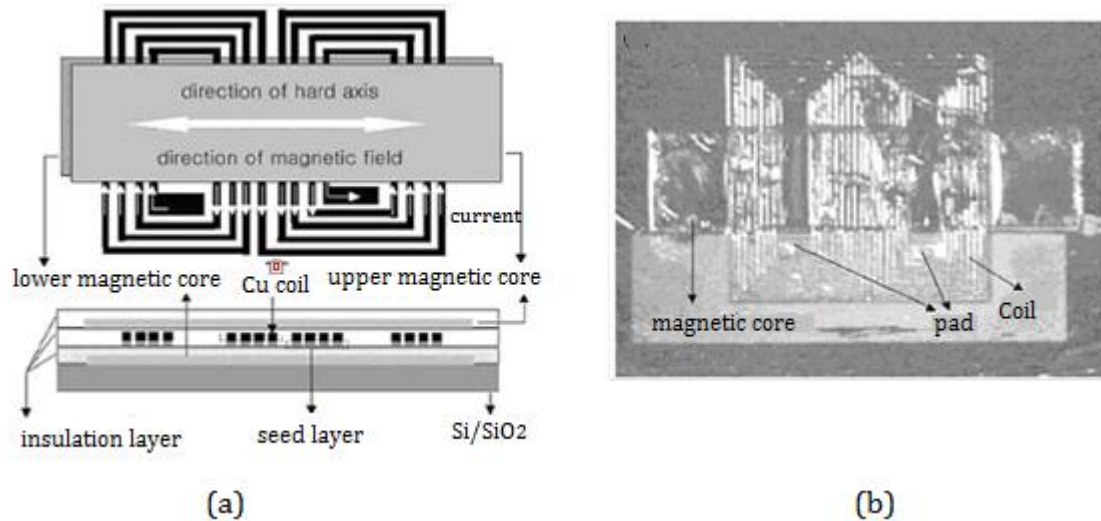 direction of hard axis
direction of magnetic field
current
lower magnetic core
Cu coil
upper magnetic core
insulation layer
seed layer
Si/SiO2
(a)
magnetic core
pad
Coil
(b)